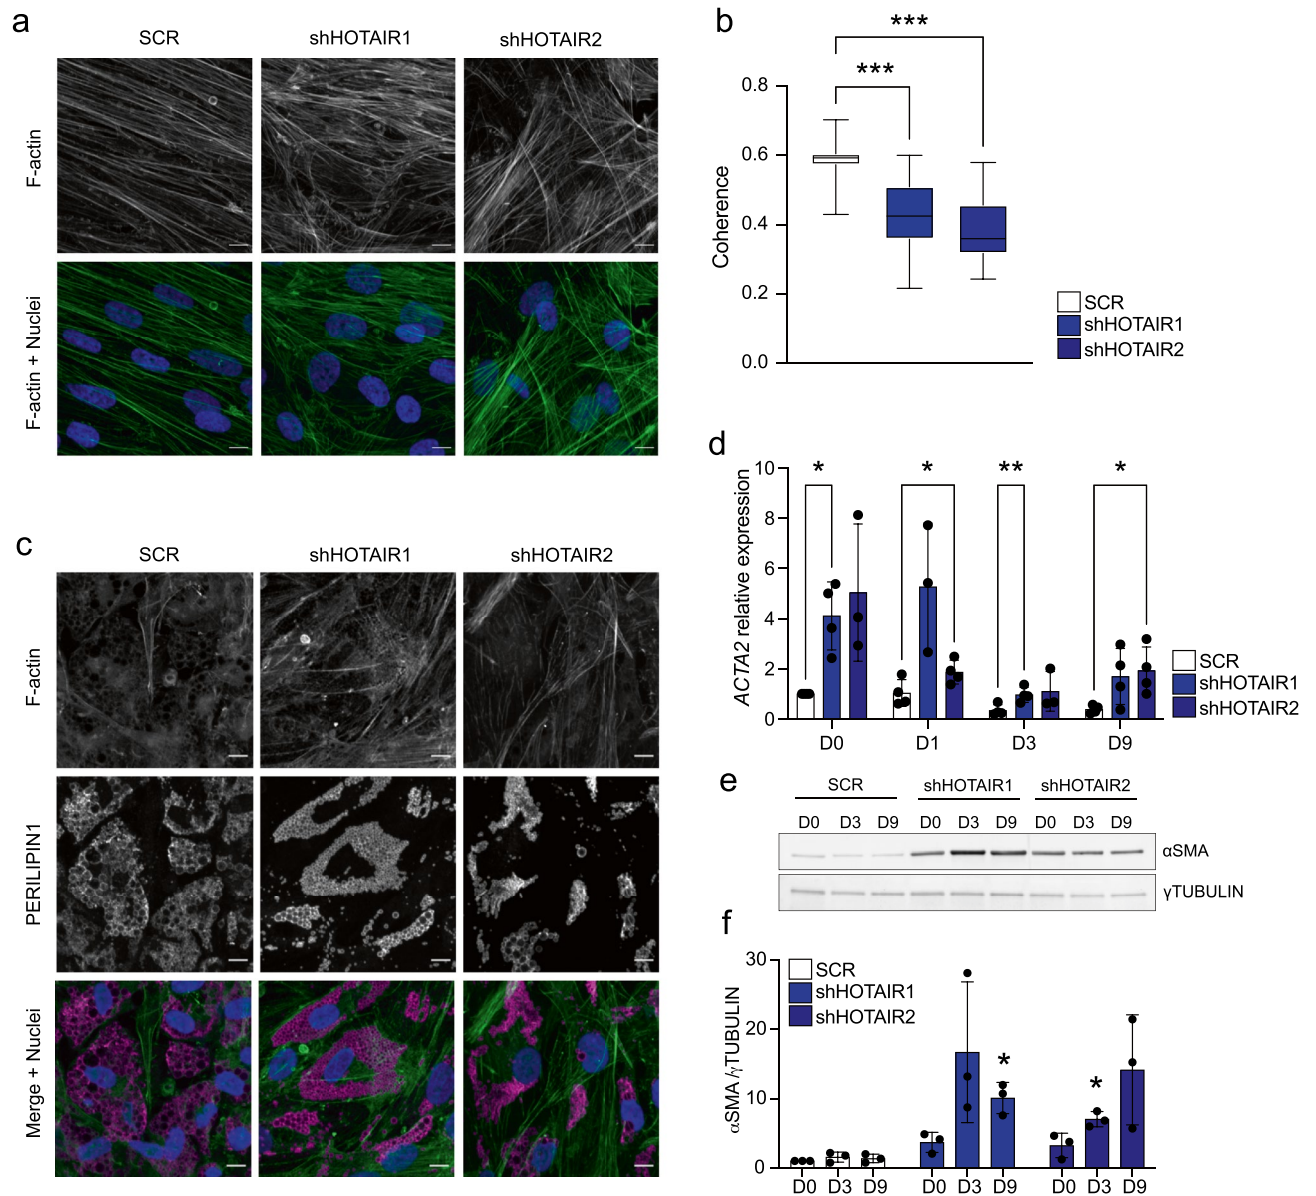 a
SCR
shHOTAIR1
shHOTAIR2
F-actin
F-actin + Nuclei
b
***
***
Coherence
0.8
0.6
0.4
0.2
0.0
SCR
shHOTAIR1
shHOTAIR2
c
SCR
shHOTAIR1
shHOTAIR2
F-actin
PERILIPIN1
Merge + Nuclei
d
* * ** *
ACTA2 relative expression
10
8
6
4
2
0
D0 D1 D3 D9
SCR
shHOTAIR1
shHOTAIR2
e
SCR shHOTAIR1 shHOTAIR2
D0 D3 D9 D0 D3 D9 D0 D3 D9
αSMA
γTUBULIN
f
αSMA/γTUBULIN
30
20
10
0
SCR
shHOTAIR1
shHOTAIR2
* *
D0 D3 D9 D0 D3 D9 D0 D3 D9